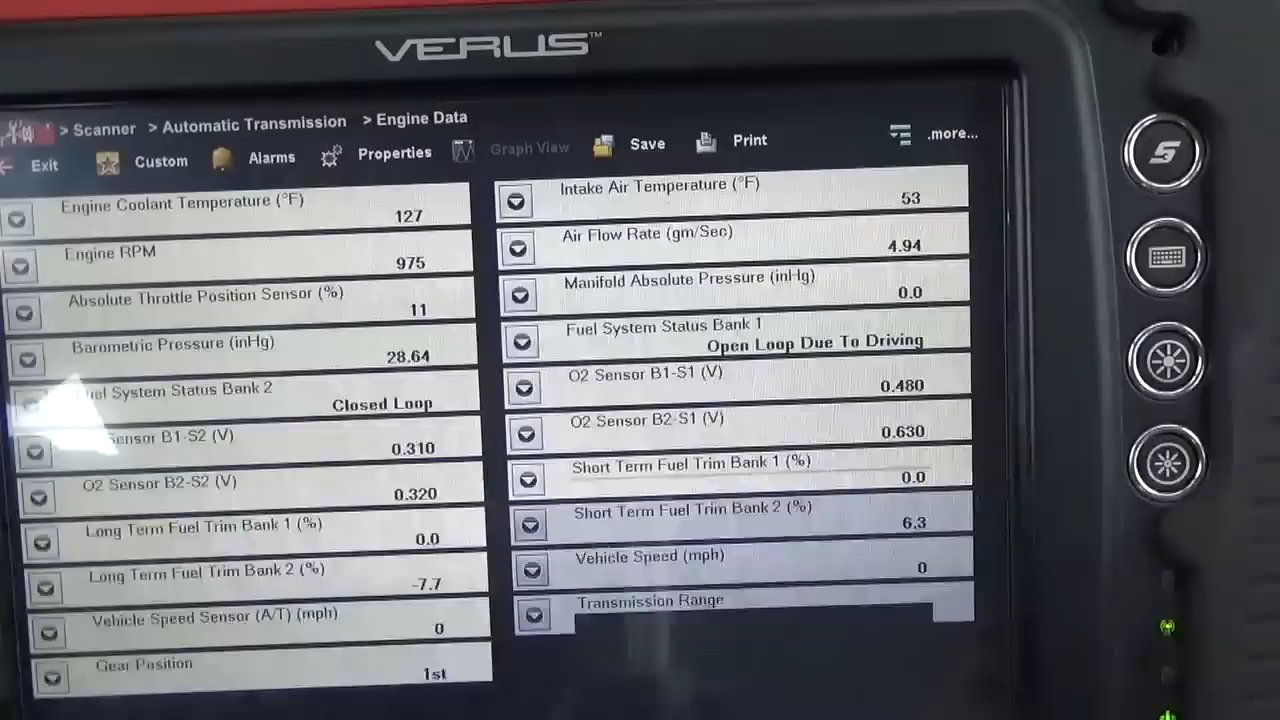 VERUS™
> Scanner > Automatic Transmission > Engine Data
Exit Custom Alarms Properties Graph View Save Print .more...
Engine Coolant Temperature (°F) 127
Intake Air Temperature (°F) 53
Engine RPM 975
Air Flow Rate (gm/Sec) 4.94
Absolute Throttle Position Sensor (%) 11
Manifold Absolute Pressure (inHg) 0.0
Barometric Pressure (inHg) 28.64
Fuel System Status Bank 1 Open Loop Due To Driving
Fuel System Status Bank 2 Closed Loop
O2 Sensor B1-S1 (V) 0.480
Sensor B1-S2 (V) 0.310
O2 Sensor B2-S1 (V) 0.630
O2 Sensor B2-S2 (V) 0.320
Short Term Fuel Trim Bank 1 (%) 0.0
Long Term Fuel Trim Bank 1 (%) 0.0
Short Term Fuel Trim Bank 2 (%) 6.3
Long Term Fuel Trim Bank 2 (%) -7.7
Vehicle Speed (mph) 0
Vehicle Speed Sensor (A/T) (mph) 0
Transmission Range
Gear Position 1st